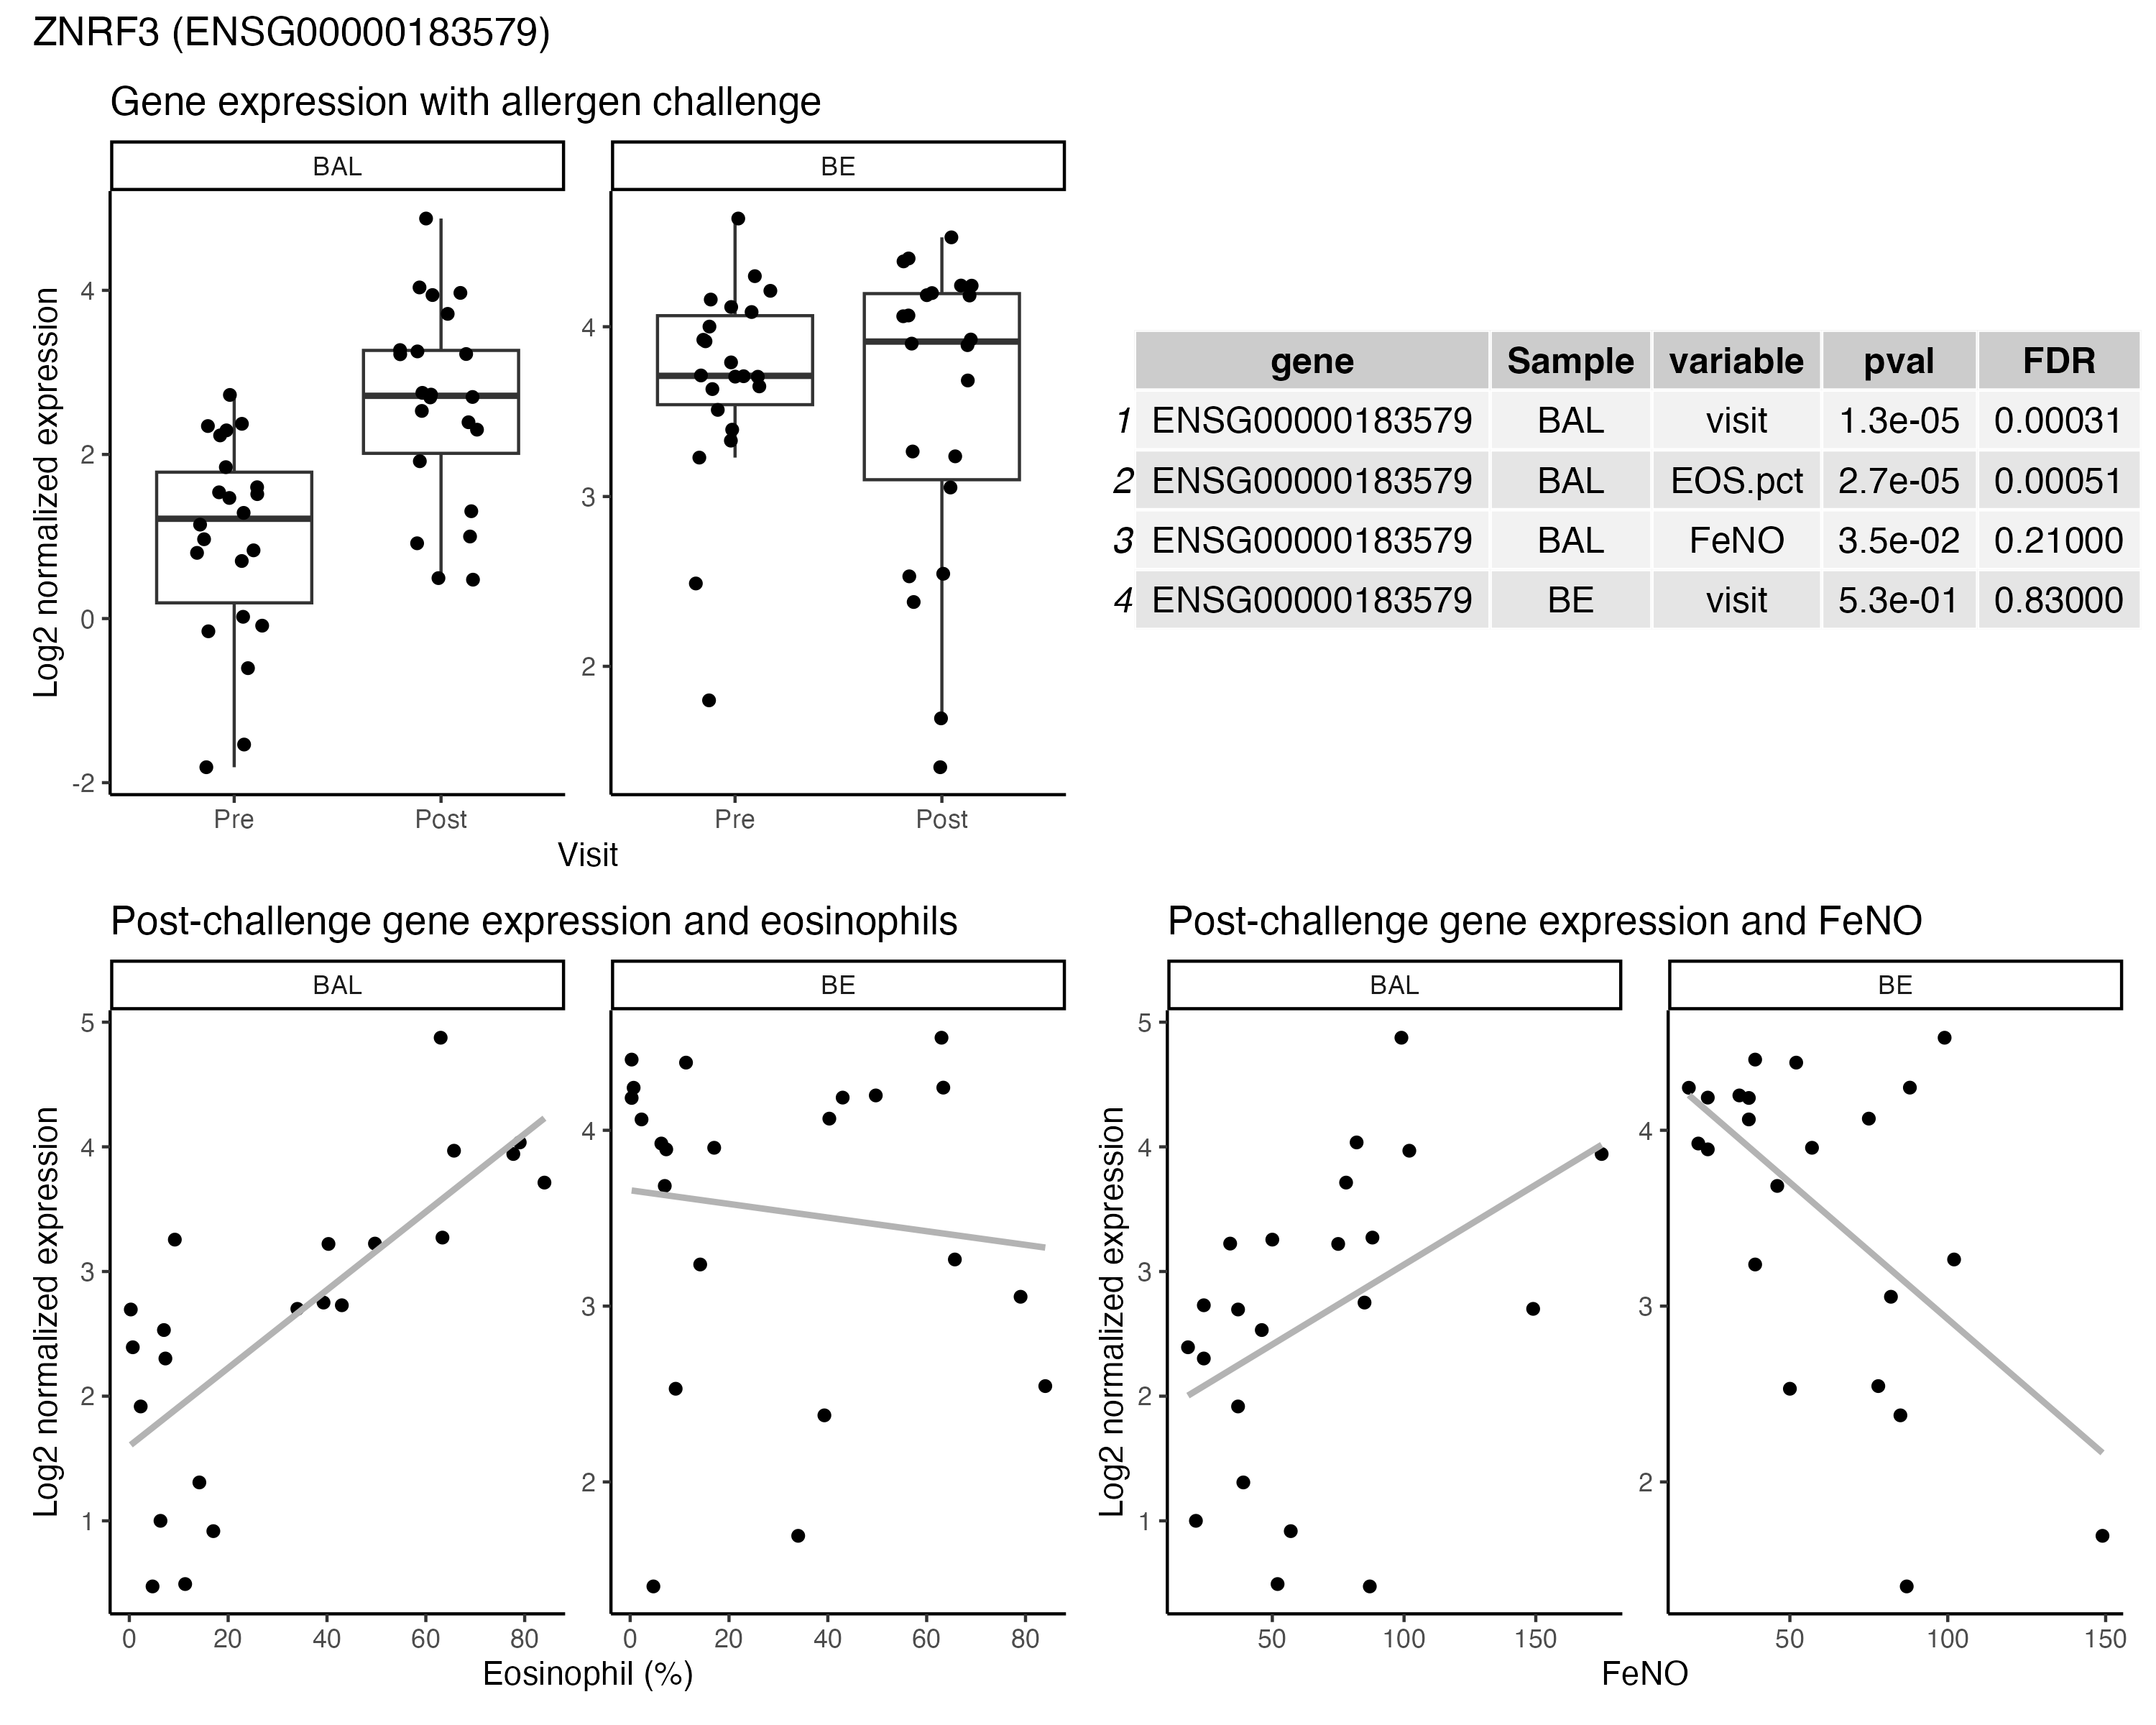 ZNRF3 (ENSG00000183579)
Gene expression with allergen challenge
BAL BE
Log2 normalized expression
4
2
0
-2
4
3
2
Pre Post Pre Post
Visit
gene Sample variable pval FDR
1 ENSG00000183579 BAL visit 1.3e-05 0.00031
2 ENSG00000183579 BAL EOS.pct 2.7e-05 0.00051
3 ENSG00000183579 BAL FeNO 3.5e-02 0.21000
4 ENSG00000183579 BE visit 5.3e-01 0.83000
Post-challenge gene expression and eosinophils
BAL BE
Log2 normalized expression
5
4
3
2
1
4
3
2
0 20 40 60 80 0 20 40 60 80
Eosinophil (%)
Post-challenge gene expression and FeNO
BAL BE
Log2 normalized expression
5
4
3
2
1
4
3
2
50 100 150 50 100 150
FeNO